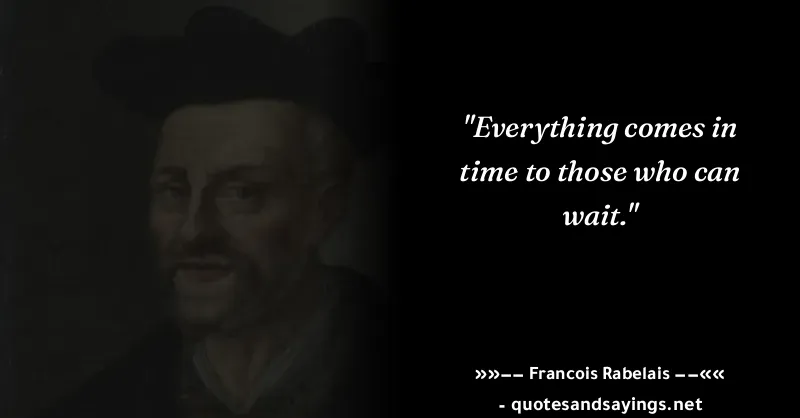 "Everything comes in
time to those who can
wait."
»»–– Francois Rabelais ––««
- quotesandsayings.net